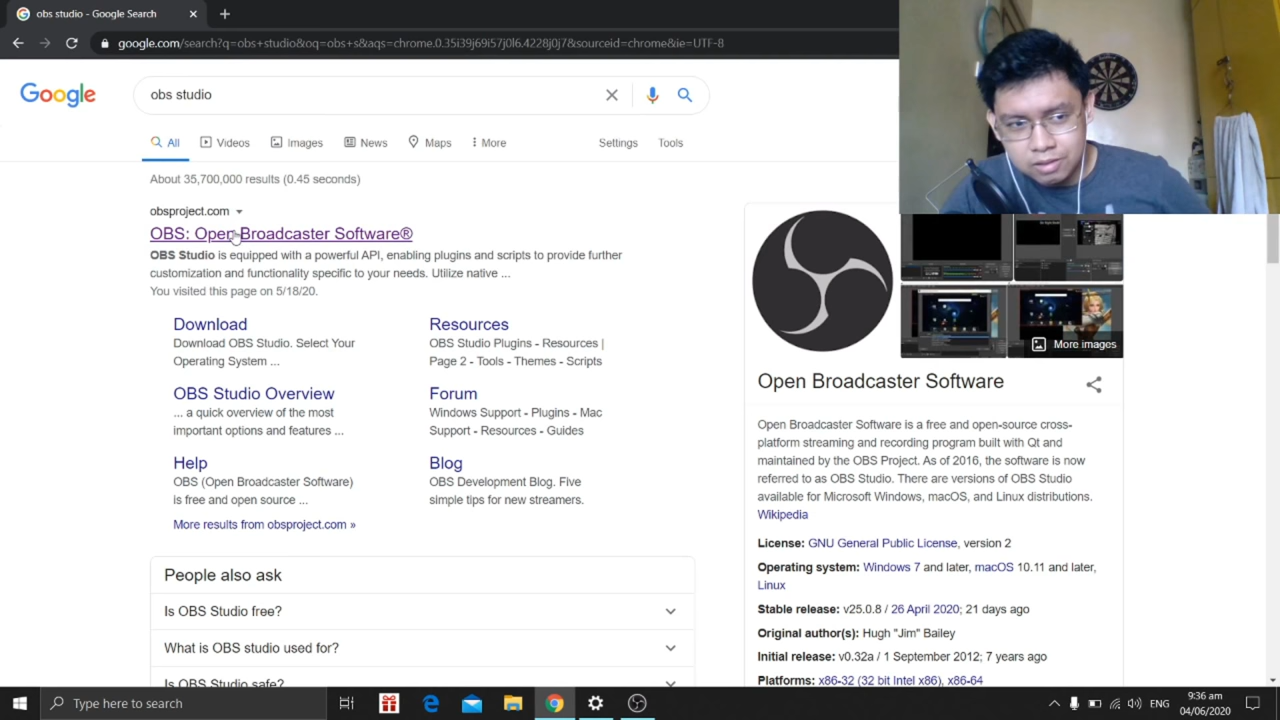 obs studio - Google Search
google.com/search?q=obs+studio&oq=obs+s&aqs=chrome.0.35i39j69i57j0l6.4228j0j7&sourceid=chrome&ie=UTF-8
Google
obs studio
All
Videos
Images
News
Maps
More
Settings
Tools
About 35,700,000 results (0.45 seconds)
obsproject.com
OBS: Open Broadcaster Software®
OBS Studio is equipped with a powerful API, enabling plugins and scripts to provide further
customization and functionality specific to your needs. Utilize native ...
You visited this page on 5/18/20.
Download
Download OBS Studio. Select Your
Operating System ...
Resources
OBS Studio Plugins - Resources |
Page 2 - Tools - Themes - Scripts
OBS Studio Overview
... a quick overview of the most
important options and features ...
Forum
Windows Support - Plugins - Mac
Support - Resources - Guides
Help
OBS (Open Broadcaster Software)
is free and open source ...
Blog
OBS Development Blog. Five
simple tips for new streamers.
More results from obsproject.com »
People also ask
Is OBS Studio free?
What is OBS studio used for?
Is OBS Studio safe?
More images
Open Broadcaster Software
Open Broadcaster Software is a free and open-source cross-
platform streaming and recording program built with Qt and
maintained by the OBS Project. As of 2016, the software is now
referred to as OBS Studio. There are versions of OBS Studio
available for Microsoft Windows, macOS, and Linux distributions.
Wikipedia
License: GNU General Public License, version 2
Operating system: Windows 7 and later, macOS 10.11 and later,
Linux
Stable release: v25.0.8 / 26 April 2020; 21 days ago
Original author(s): Hugh "Jim" Bailey
Initial release: v0.32a / 1 September 2012; 7 years ago
Platforms: x86-32 (32 bit Intel x86), x86-64
Type here to search
ENG
9:36 am
04/06/2020